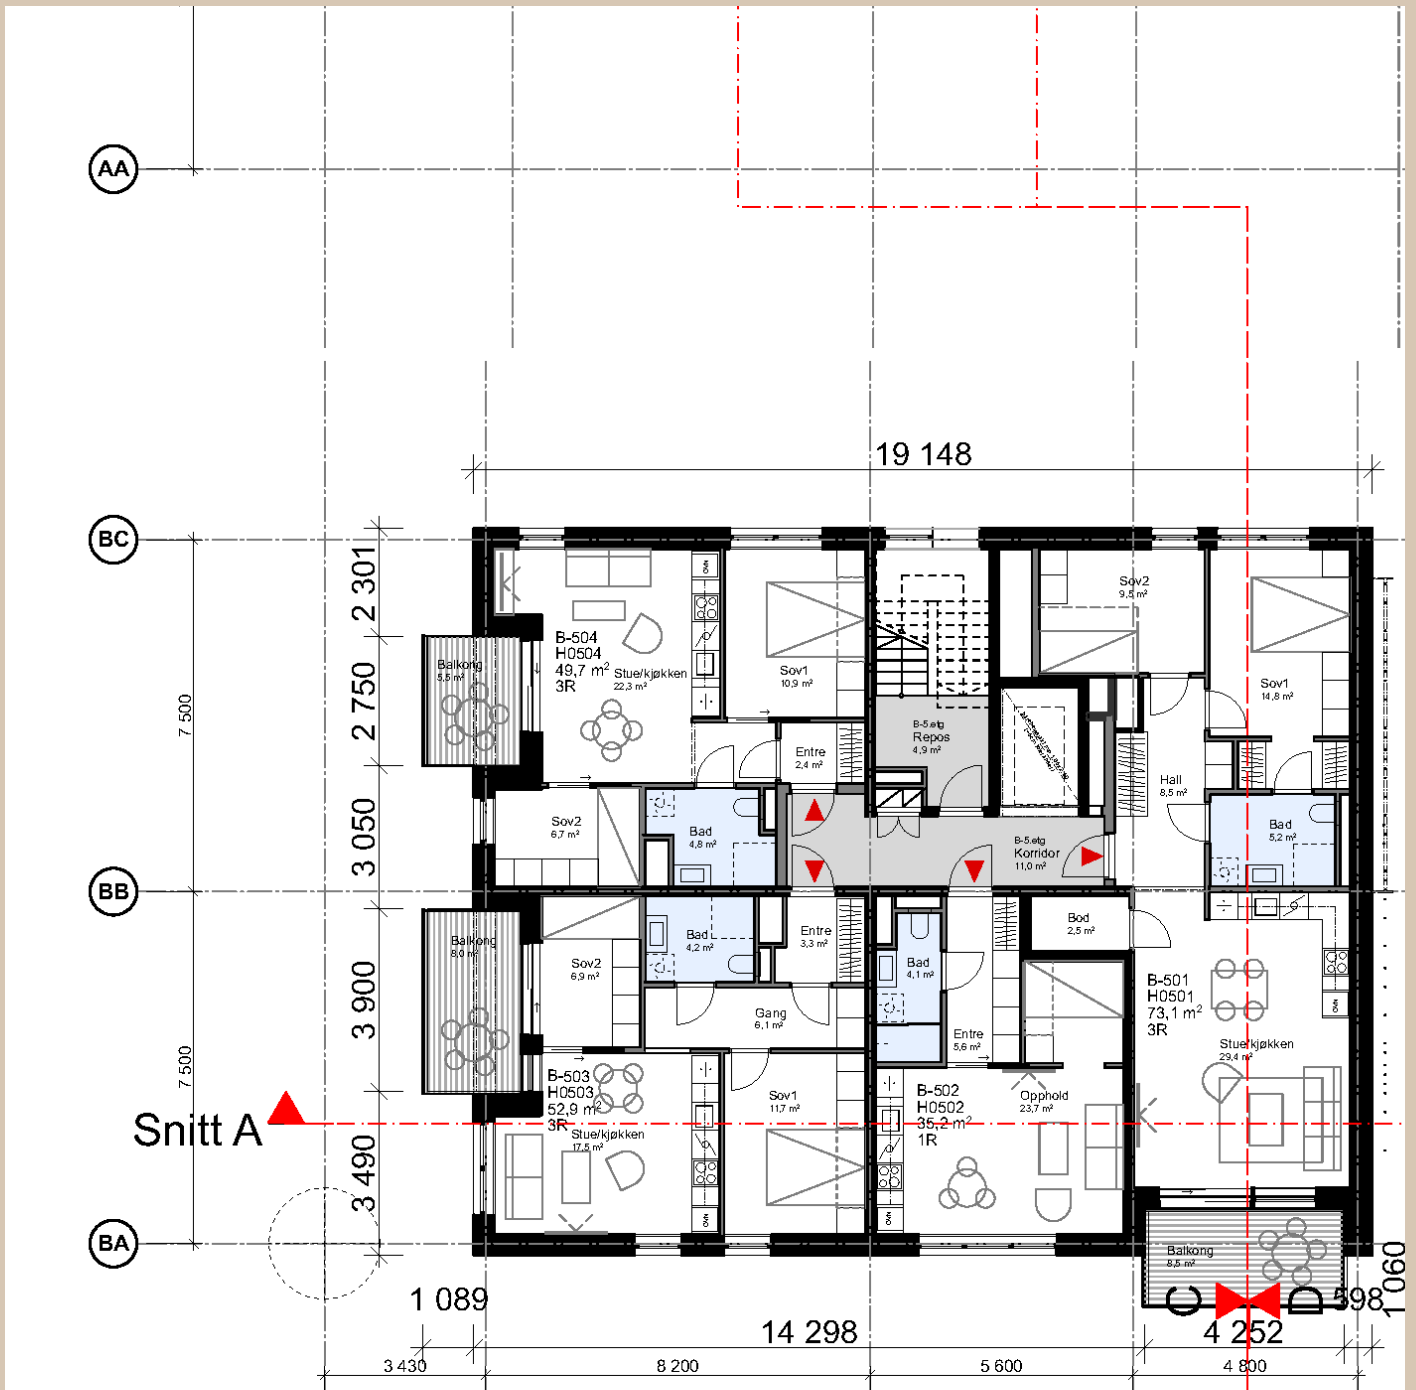 AA
19 148
BC
2 301
Sov2
9,5 m²
B-504
H0504
49,7 m²
3R
Stue/kjøkken
22,3 m²
Sov1
10,9 m²
Sov1
14,8 m²
Balkong
5,5 m²
2 750
7 500
B-5.etg
Repos
4,9 m²
Entre
2,4 m²
Hall
8,5 m²
3 050
Sov2
6,7 m²
Bad
4,8 m²
B-5.etg
Korridor
11,0 m²
Bad
5,2 m²
BB
Balkong
8,0 m²
Bad
4,2 m²
Entre
3,3 m²
Bod
2,5 m²
Sov2
6,9 m²
Bad
4,1 m²
3 900
B-501
H0501
73,1 m²
3R
Gang
6,1 m²
Entre
5,6 m²
Stue/kjøkken
29,4 m²
7 500
B-503
H0503
52,9 m²
3R
Stue/kjøkken
17,5 m²
Sov1
11,7 m²
B-502
H0502
35,2 m²
1R
Opphold
23,7 m²
Snitt A
3 490
OVN
OVN
OVN
OVN
BA
Balkong
8,5 m²
1 060
1 089
C
D
598
14 298
4 252
3 430
8 200
5 600
4 800